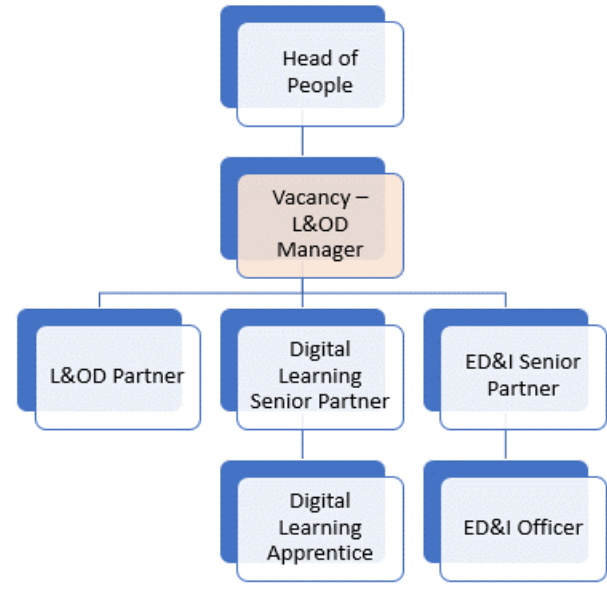 Head of
People
Vacancy –
L&OD
Manager
L&OD Partner
Digital
Learning
Senior Partner
ED&I Senior
Partner
Digital
Learning
Apprentice
ED&I Officer